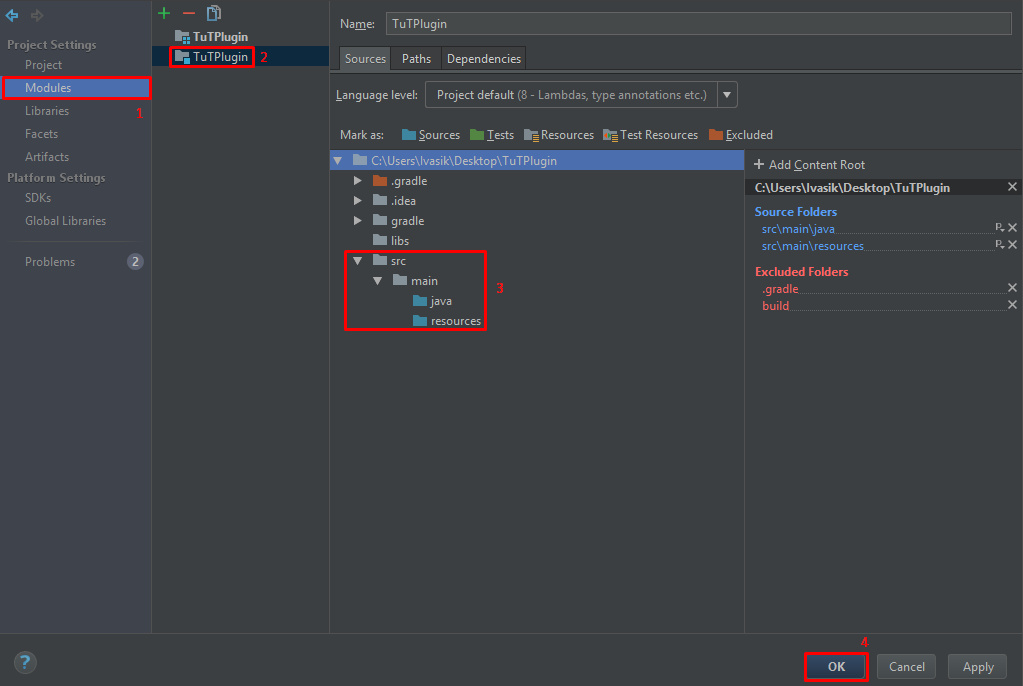 Project Settings
Project
Modules
1
Libraries
Facets
Artifacts
Platform Settings
SDKs
Global Libraries
Problems 2
TuTPlugin
TuTPlugin 2
Name: TuTPlugin
Sources Paths Dependencies
Language level: Project default (8 - Lambdas, type annotations etc.)
Mark as: Sources Tests Resources Test Resources Excluded
C:\Users\Ivasik\Desktop\TuTPlugin
.gradle
.idea
gradle
libs
src
main
3
java
resources
+ Add Content Root
C:\Users\Ivasik\Desktop\TuTPlugin
Source Folders
src\main\java
src\main\resources
Excluded Folders
.gradle
build
4
? OK Cancel Apply